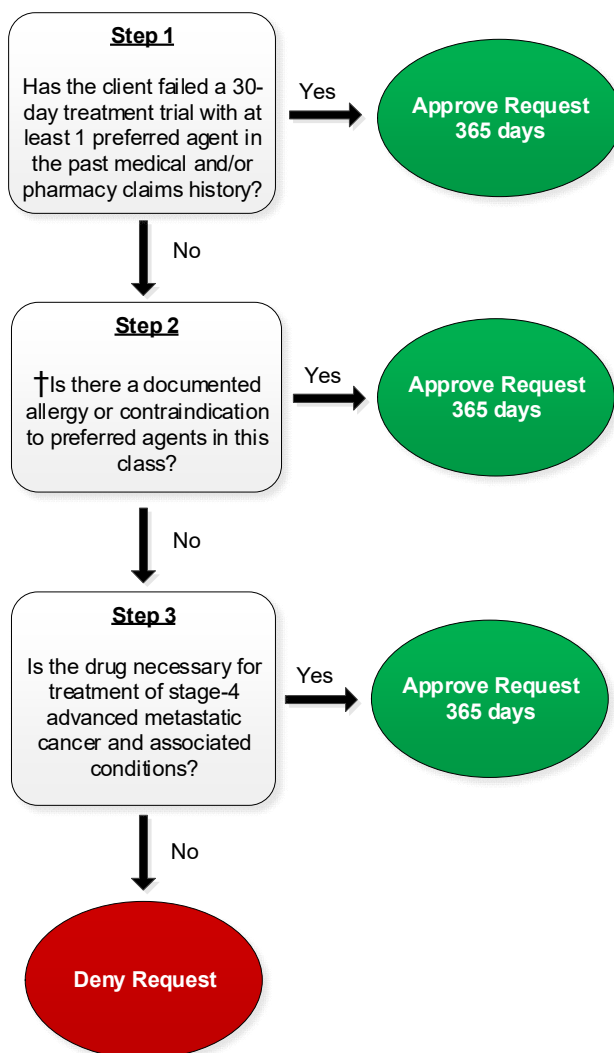 Step 1
Has the client failed a 30-
day treatment trial with at
least 1 preferred agent in
the past medical and/or
pharmacy claims history?
Yes
Approve Request
365 days
No
Step 2
†Is there a documented
allergy or contraindication
to preferred agents in this
class?
Yes
Approve Request
365 days
No
Step 3
Is the drug necessary for
treatment of stage-4
advanced metastatic
cancer and associated
conditions?
Yes
Approve Request
365 days
No
Deny Request